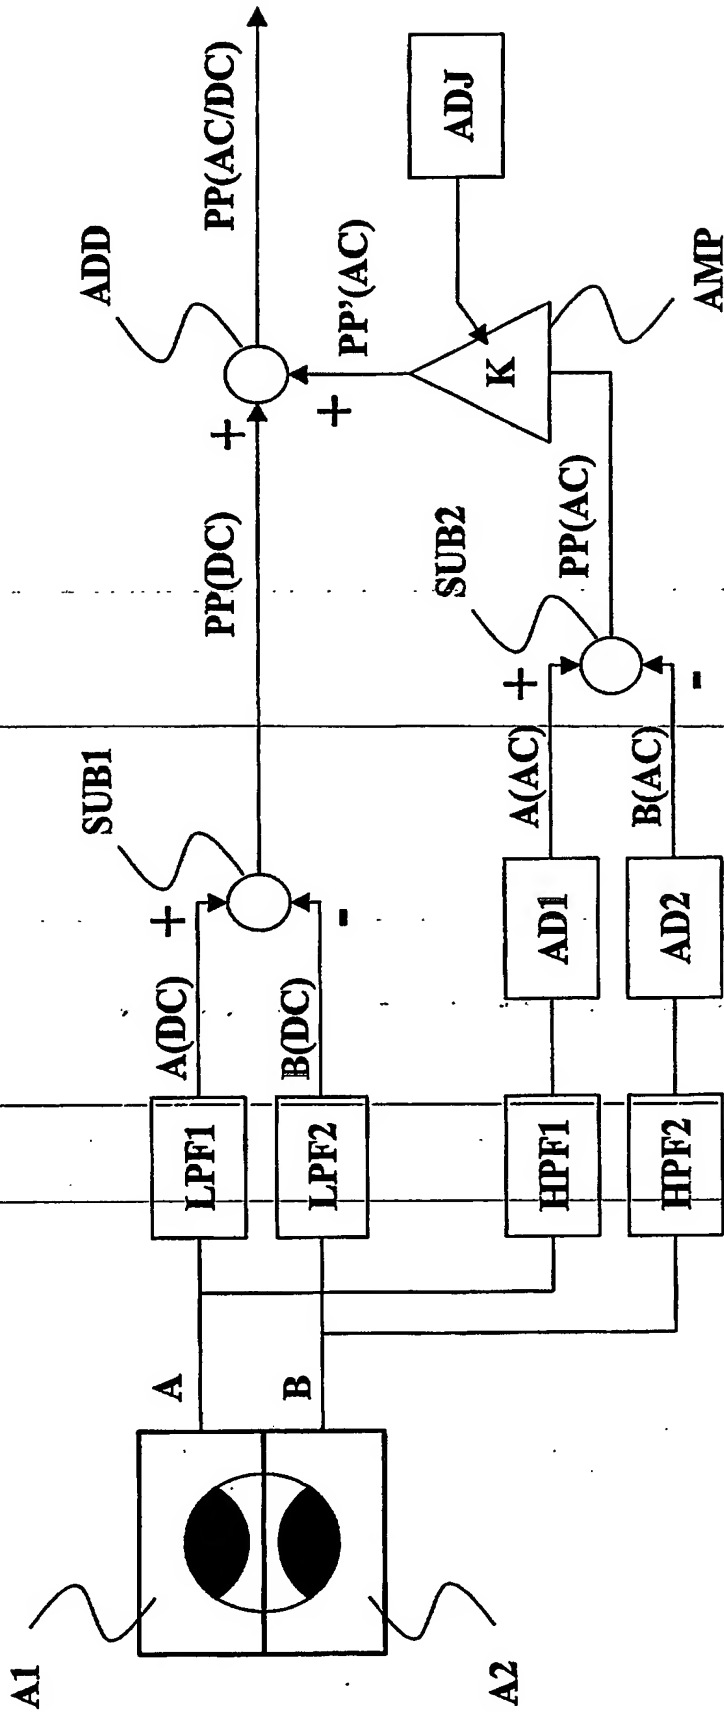 A1
A2
A
B
LPF1
LPF2
HPF1
HPF2
A(DC)
B(DC)
+
-
SUB1
AD1
AD2
A(AC)
B(AC)
+
-
SUB2
PP(DC)
PP(AC)
+
+
K
AMP
PP'(AC)
ADD
PP(AC/DC)
ADJ